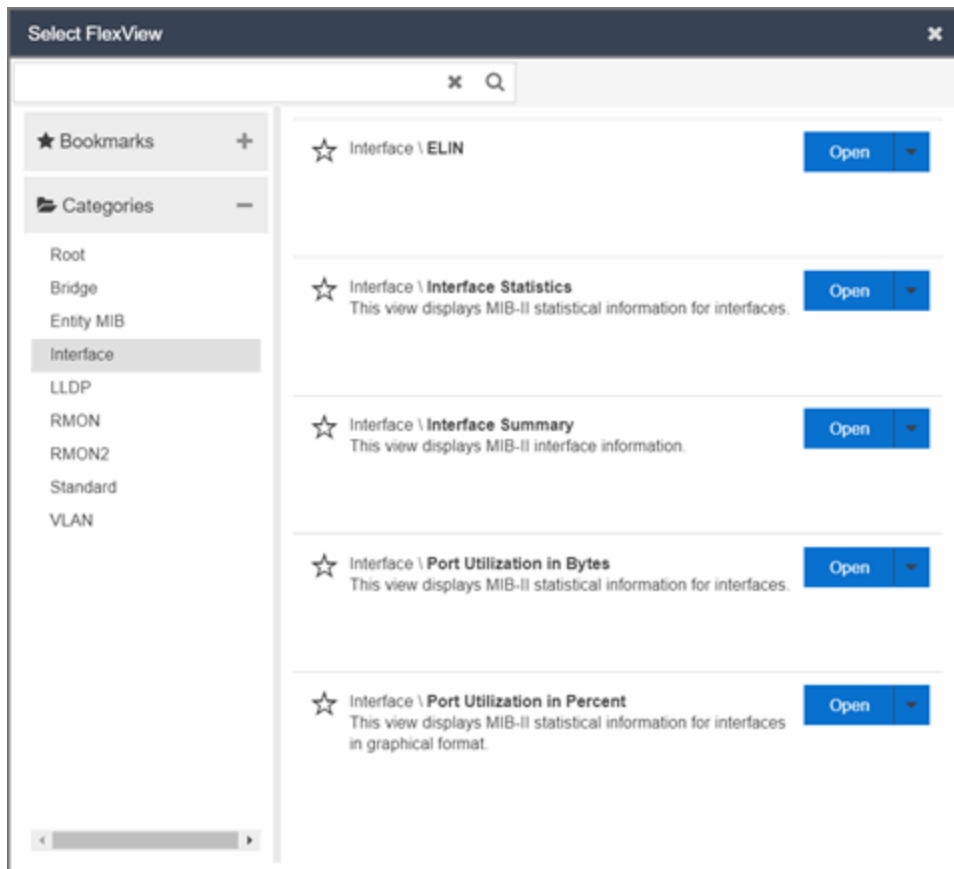 Select FlexView
Bookmarks
Categories
Root
Bridge
Entity MIB
Interface
LLDP
RMON
RMON2
Standard
VLAN
Interface \ ELIN
Open
Interface \ Interface Statistics
This view displays MIB-II statistical information for interfaces.
Open
Interface \ Interface Summary
This view displays MIB-II interface information.
Open
Interface \ Port Utilization in Bytes
This view displays MIB-II statistical information for interfaces.
Open
Interface \ Port Utilization in Percent
This view displays MIB-II statistical information for interfaces
in graphical format.
Open